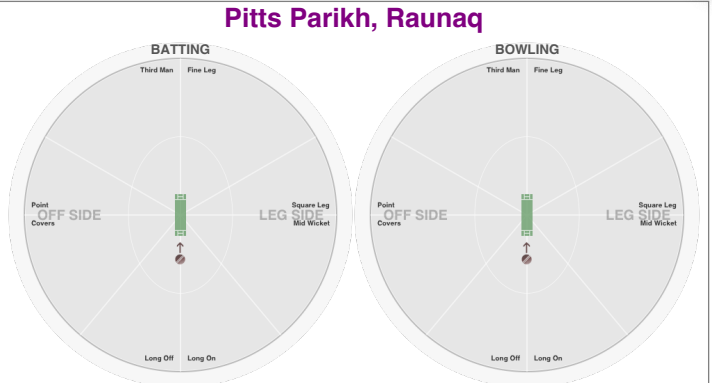 Pitts Parikh, Raunaq
BATTING
Third Man Fine Leg
Point
OFF SIDE
Covers
Square Leg
LEG SIDE
Mid Wicket
Long Off Long On
BOWLING
Third Man Fine Leg
Point
OFF SIDE
Covers
Square Leg
LEG SIDE
Mid Wicket
Long Off Long On